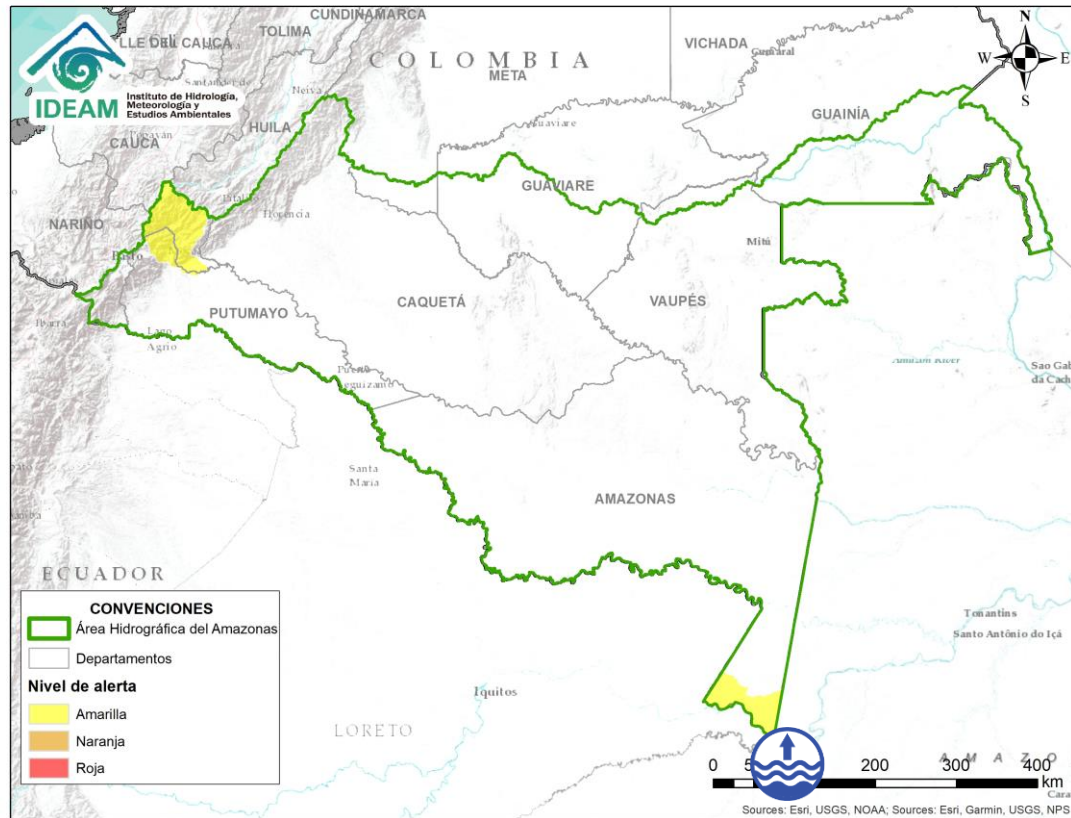 IDEAM
Instituto de Hidrología,
Meteorología y
Estudios Ambientales
CUNDINAMARCA
TOLIMA
LLE DEL CAUCA
COLOMBIA
META
VICHADA
N
W
E
S
Neiva
HUILA
CAUCA
GUAINÍA
GUAVIARE
NARIÑO
Florencia
Mitú
CAQUETÁ
VAUPÉS
PUTUMAYO
Lago
Agrio
Sao Gab
da Cach
Santa
Maria
AMAZONAS
ECUADOR
CONVENCIONES
Área Hidrográfica del Amazonas
Departamentos
Nivel de alerta
Amarilla
Naranja
Roja
Tonantins
Santo Antônio do Içá
Iquitos
LORETO
A M A Z O
0
200
300
400
km
Cara
Sources: Esri, USGS, NOAA; Sources: Esri, Garmin, USGS, NPS